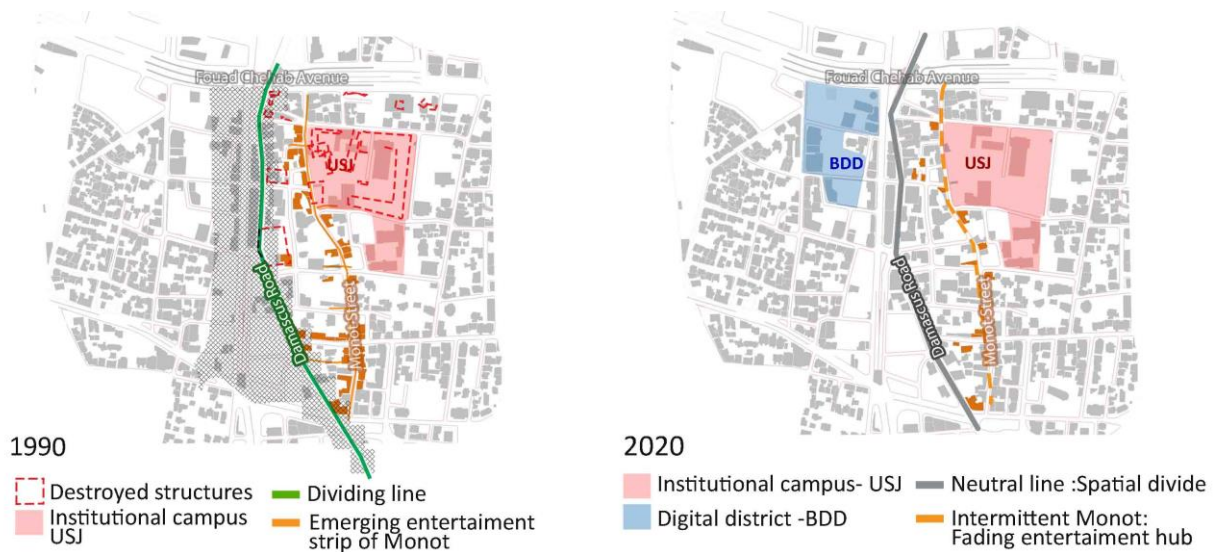 Fouad Chehab Avenue
USJ
Damascus Road
Monot Street
1990
Destroyed structures
Institutional campus
USJ
Dividing line
Emerging entertaiment
strip of Monot
Fouad Chehab Avenue
BDD
USJ
Damascus Road
Monot Street
2020
Institutional campus- USJ
Digital district -BDD
Neutral line :Spatial divide
Intermittent Monot:
Fading entertaiment hub